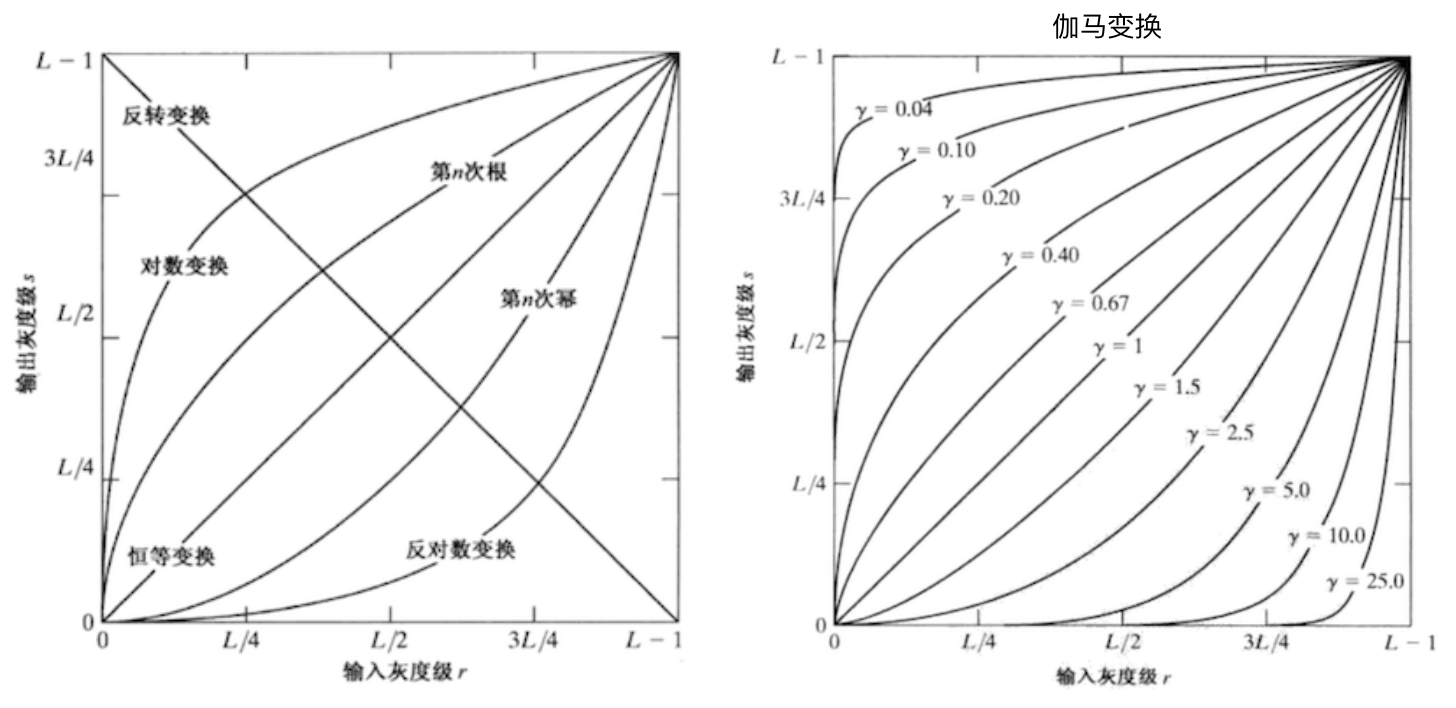 L − 1
3L/4
L/2
L/4
0
输出灰度级 s
反转变换
第n次根
对数变换
第n次幂
恒等变换
反对数变换
0
L/4
L/2
3L/4
L − 1
输入灰度级 r
伽马变换
L − 1
3L/4
L/2
L/4
0
输出灰度级 s
γ = 0.04
γ = 0.10
γ = 0.20
γ = 0.40
γ = 0.67
γ = 1
γ = 1.5
γ = 2.5
γ = 5.0
γ = 10.0
γ = 25.0
0
L/4
L/2
3L/4
L − 1
输入灰度级 r